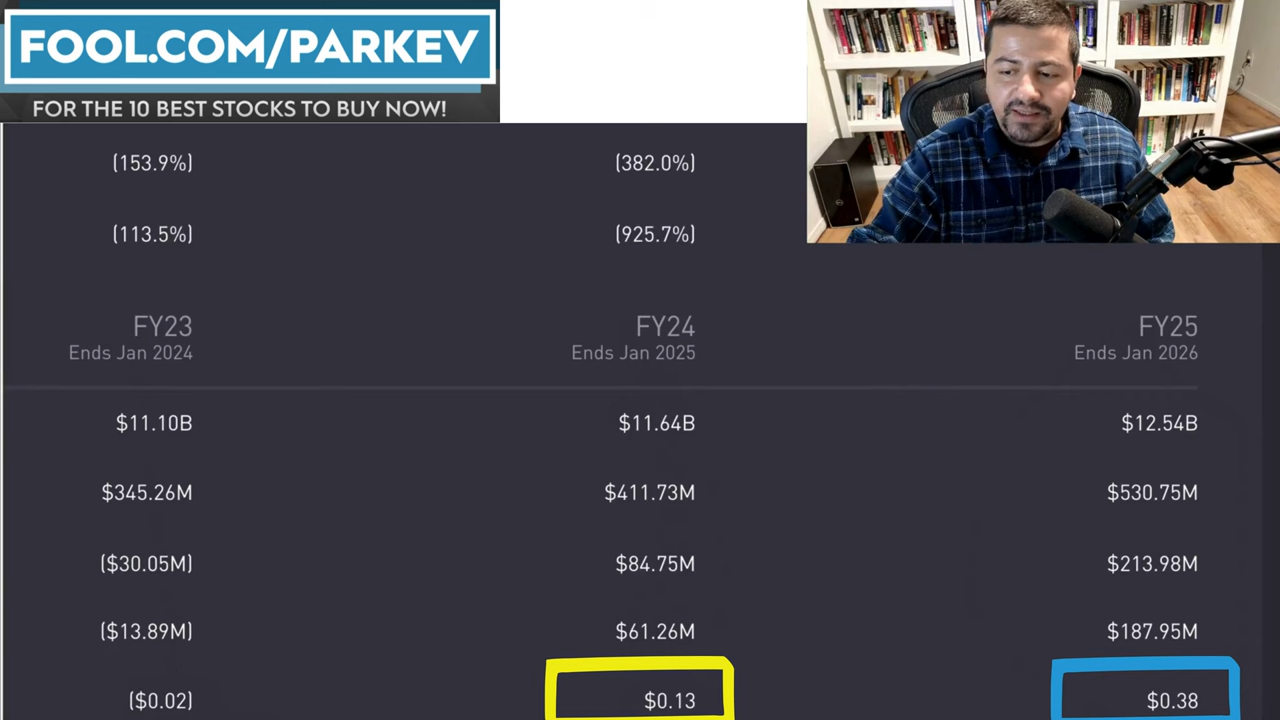 FOOL.COM/PARKEV
FOR THE 10 BEST STOCKS TO BUY NOW!
(153.9%) (382.0%)
(113.5%) (925.7%)
FY23 FY24 FY25
Ends Jan 2024 Ends Jan 2025 Ends Jan 2026
$11.10B $11.64B $12.54B
$345.26M $411.73M $530.75M
($30.05M) $84.75M $213.98M
($13.89M) $61.26M $187.95M
($0.02) $0.13 $0.38